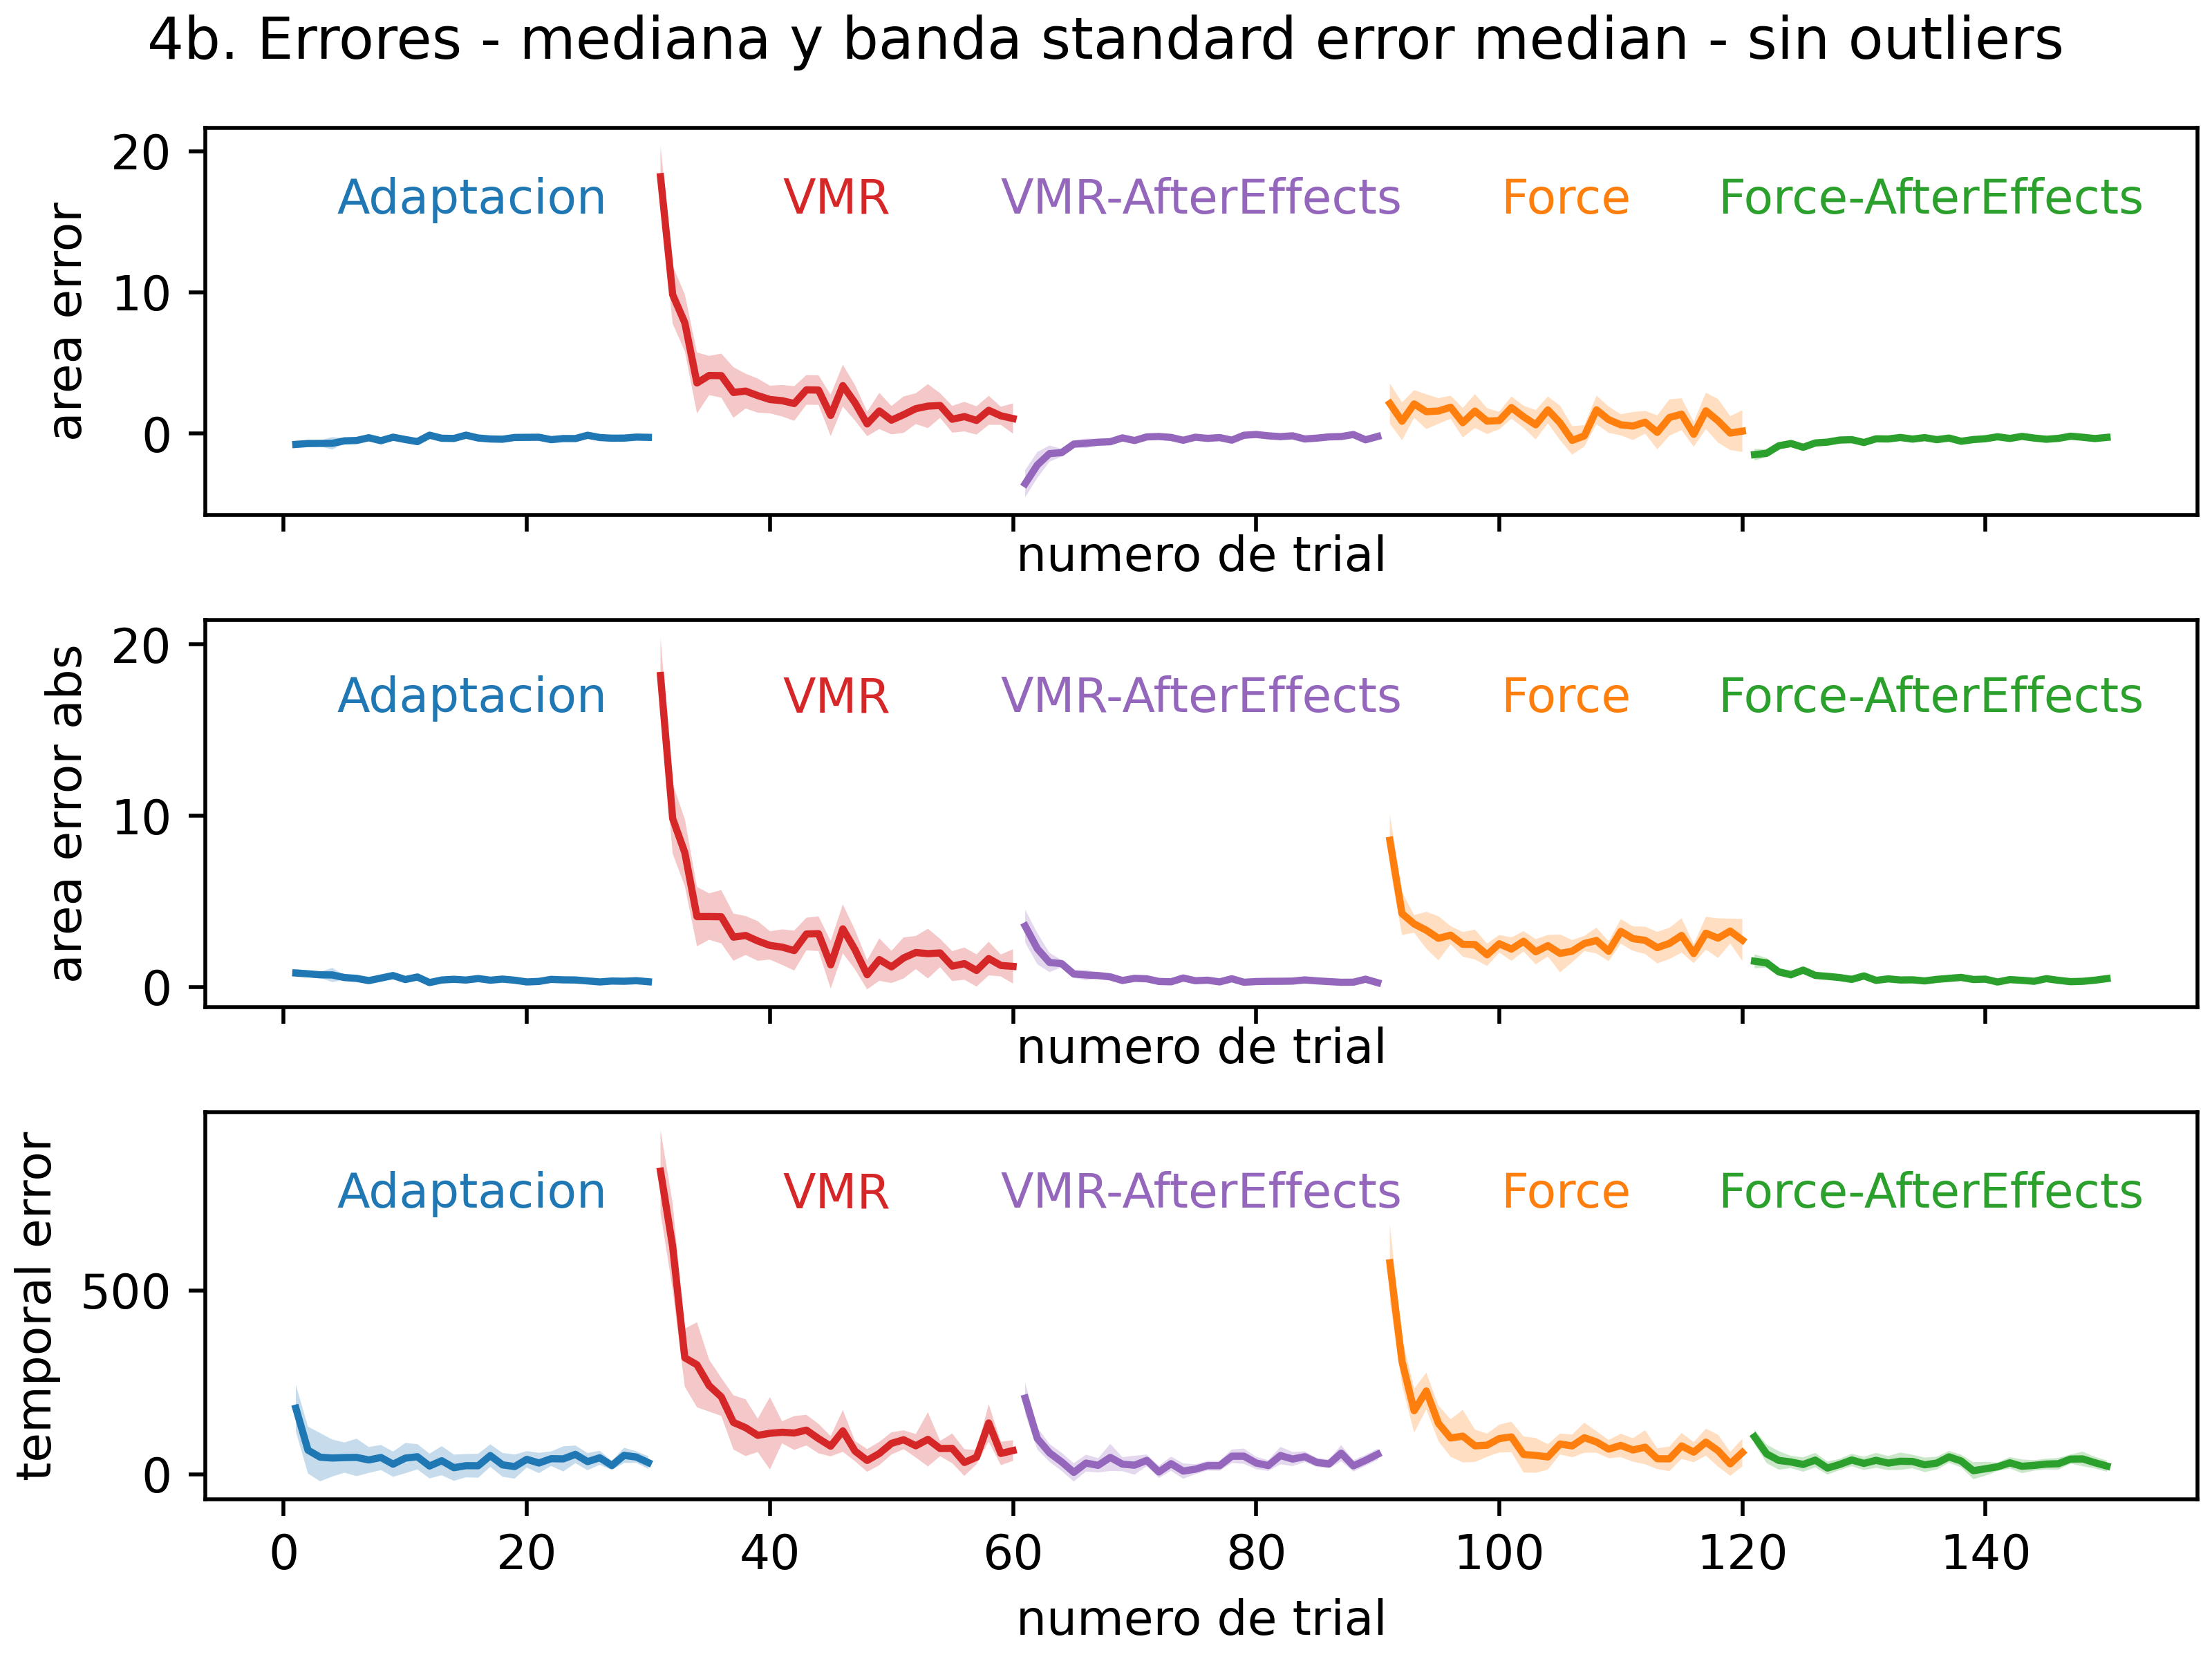 4b. Errores - mediana y banda standard error median - sin outliers
20
10
0
area error
Adaptacion VMR VMR-AfterEffects Force Force-AfterEffects
numero de trial
20
10
0
area error abs
Adaptacion VMR VMR-AfterEffects Force Force-AfterEffects
numero de trial
500
0
temporal error
Adaptacion VMR VMR-AfterEffects Force Force-AfterEffects
0 20 40 60 80 100 120 140
numero de trial